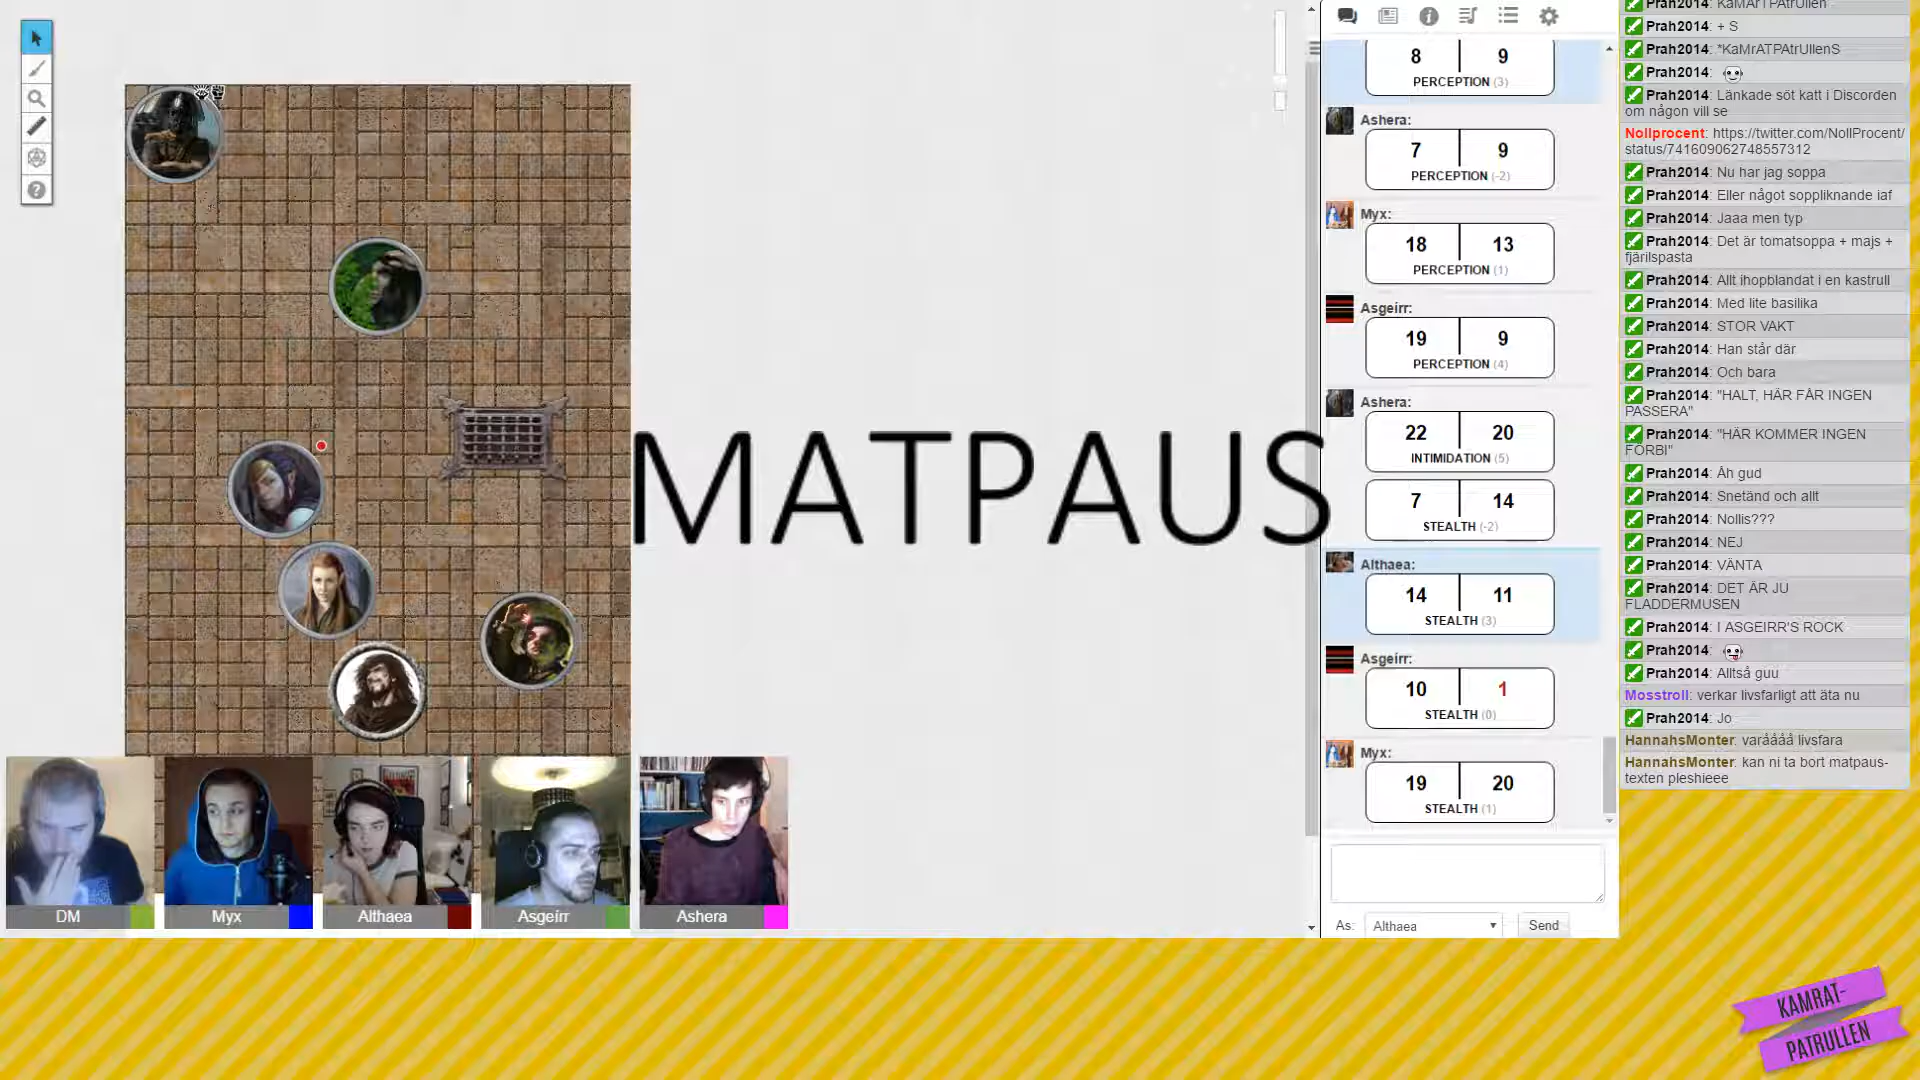 8 9
PERCEPTION (3)
Ashera:
7 9
PERCEPTION (-2)
Myx:
18 13
PERCEPTION (1)
Asgeírr:
19 9
PERCEPTION (4)
Ashera:
22 20
INTIMIDATION (5)
7 14
STEALTH (-2)
Althaea:
14 11
STEALTH (3)
Asgeírr:
10 1
STEALTH (0)
Myx:
19 20
STEALTH (1)
As: Althaea Send
MATPAUS
DM
Myx
Althaea
Asgeírr
Ashera
Prah2014: KaMArTPAtrUllen
Prah2014: + S
Prah2014: *KaMrATPAtrUllenS
Prah2014:
Prah2014: Länkade söt katt i Discorden
om någon vill se
Nollprocent: https://twitter.com/NollProcent/
status/741609062748557312
Prah2014: Nu har jag soppa
Prah2014: Eller något soppliknande iaf
Prah2014: Jaaa men typ
Prah2014: Det är tomatsoppa + majs +
fjärilspasta
Prah2014: Allt ihopblandat i en kastrull
Prah2014: Med lite basilika
Prah2014: STOR VAKT
Prah2014: Han står där
Prah2014: Och bara
Prah2014: "HALT, HÄR FÅR INGEN
PASSERA"
Prah2014: "HÄR KOMMER INGEN
FÖRBI"
Prah2014: Åh gud
Prah2014: Snetänd och allt
Prah2014: Nollis???
Prah2014: NEJ
Prah2014: VÄNTA
Prah2014: DET ÄR JU
FLADDERMUSEN
Prah2014: I ASGEIRR'S ROCK
Prah2014:
Prah2014: Alltså guu
Mosstroll: verkar livsfarligt att äta nu
Prah2014: Jo
HannahsMonter: varåååå livsfara
HannahsMonter: kan ni ta bort matpaus-
texten pleshieee
KAMRAT-
PATRULLEN